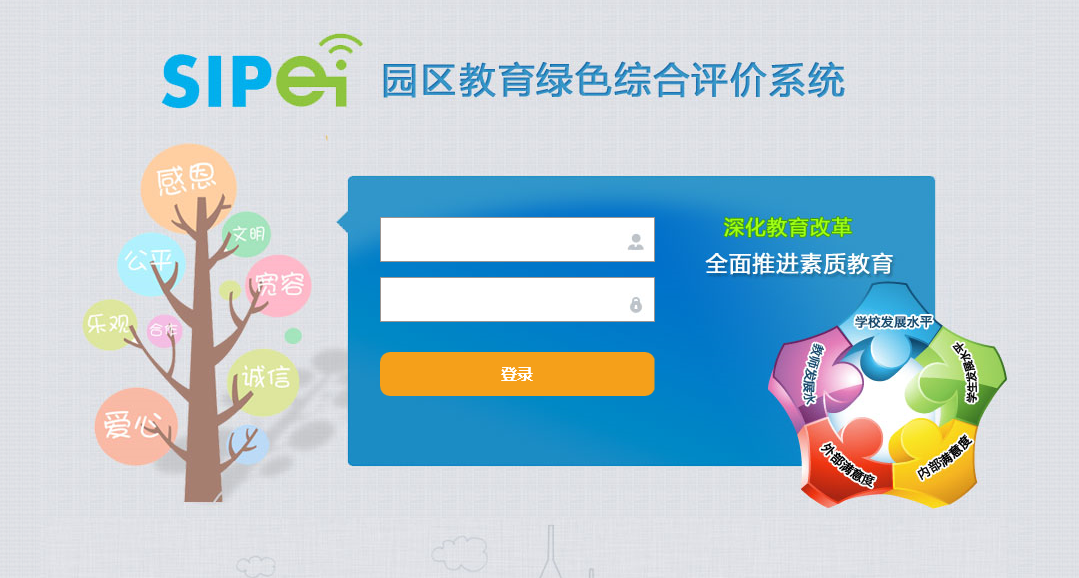 SIPei 园区教育绿色综合评价系统
感恩
文明
公平
宽容
乐观
合作
诚信
爱心
登录
深化教育改革
全面推进素质教育
学校发展水平
教师发展水
学生发展水平
外部满意度
内部满意度